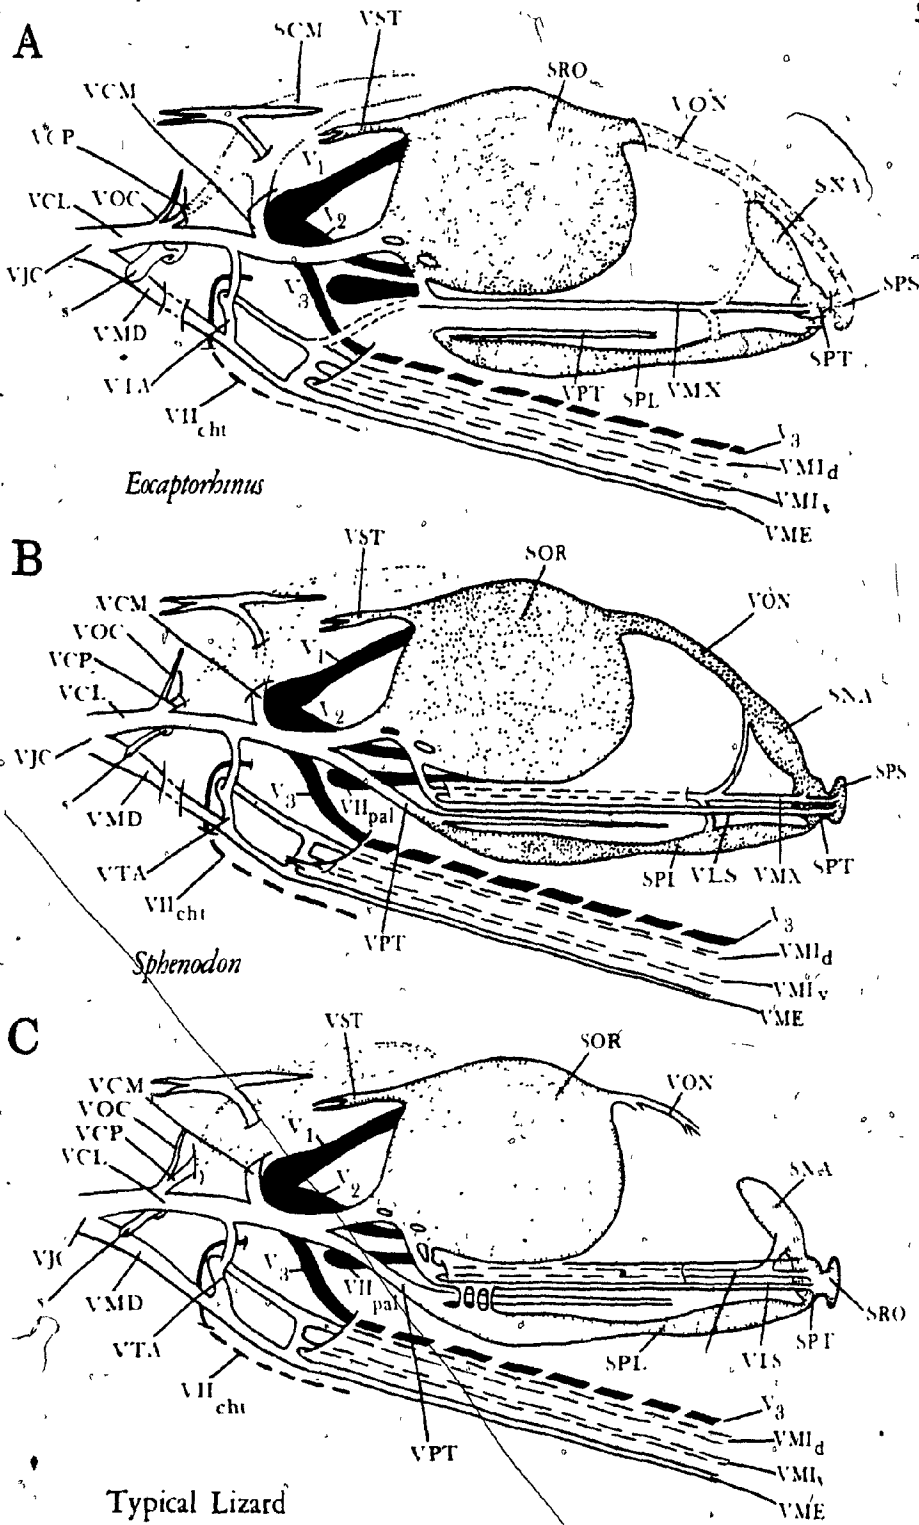 A
SCM
VST
VCM
SRO
VON
VCP
V1
SNA
VCL
VOC
V2
VJC
SPS
s
V3
VMD
SPT
VTA
VPT
SPL
VMX
VIIcht
V3
VMId
VMIv
VME
Eocaptorhinus
B
VST
SOR
VCM
VON
VOC
V1
VCP
VCL
SNA
V2
VJC
SPS
s
V3
VIIpal
VMD
VTA
SPL
VLS
VMX
SPT
VIIcht
VPT
V3
VMId
VMIv
VME
Sphenodon
C
VST
SOR
VCM
VON
VOC
V1
VCP
VCL
SNA
V2
VJC
s
V3
VIIpal
VMD
SRO
SPT
VTA
SPL
VLS
VIIcht
V3
VPT
VMId
VMIv
VME
Typical Lizard